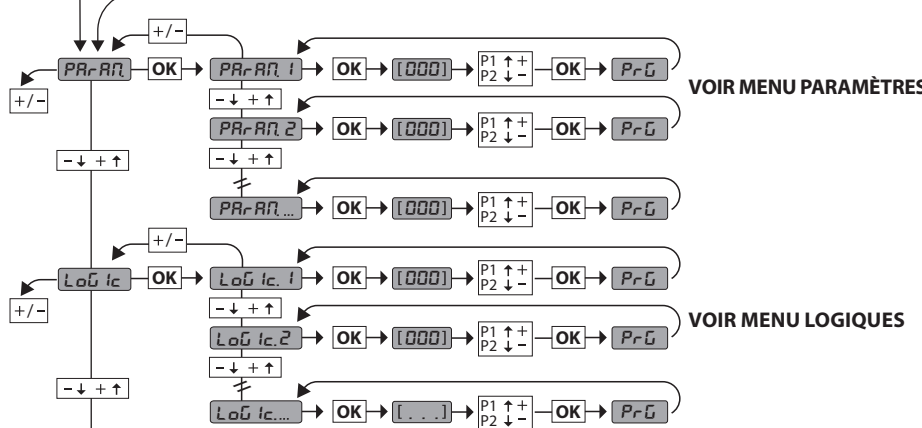 +/-
PArAM OK PArAM 1 OK [000] P1 ↑ + P2 ↓ - OK PrG
VOIR MENU PARAMÈTRES
+/-
- ↓ + ↑
PArAM 2 OK [000] P1 ↑ + P2 ↓ - OK PrG
- ↓ + ↑
- ↓ + ↑
PArAM ... OK [000] P1 ↑ + P2 ↓ - OK PrG
+/-
LoGIc OK LoGIc. 1 OK [000] P1 ↑ + P2 ↓ - OK PrG
+/-
- ↓ + ↑
VOIR MENU LOGIQUES
LoGIc.2 OK [000] P1 ↑ + P2 ↓ - OK PrG
- ↓ + ↑
- ↓ + ↑
LoGIc.... OK [. . .] P1 ↑ + P2 ↓ - OK PrG